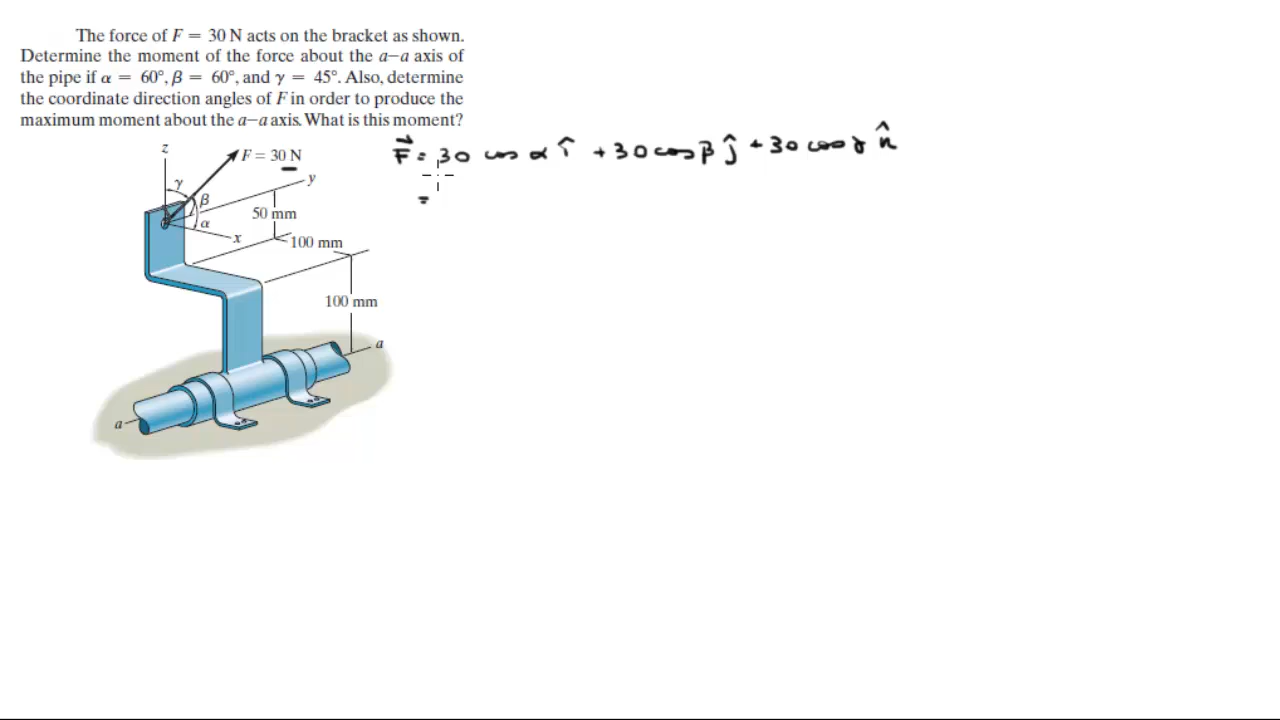 The force of F = 30 N acts on the bracket as shown.
Determine the moment of the force about the a–a axis of
the pipe if α = 60°, β = 60°, and γ = 45°. Also, determine
the coordinate direction angles of F in order to produce the
maximum moment about the a–a axis. What is this moment?
F⃗ = 30 cos α î + 30 cos β ĵ + 30 cos γ k̂
=
z
F = 30 N
y
γ
β
α
50 mm
x
100 mm
100 mm
a
a